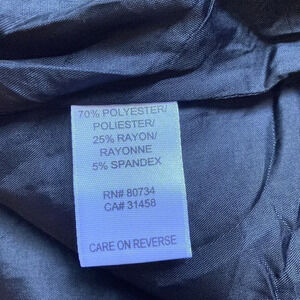 70% POLYESTER/
POLIESTER/
25% RAYON/
RAYONNE
5% SPANDEX
RN# 80734
CA# 31458
CARE ON REVERSE